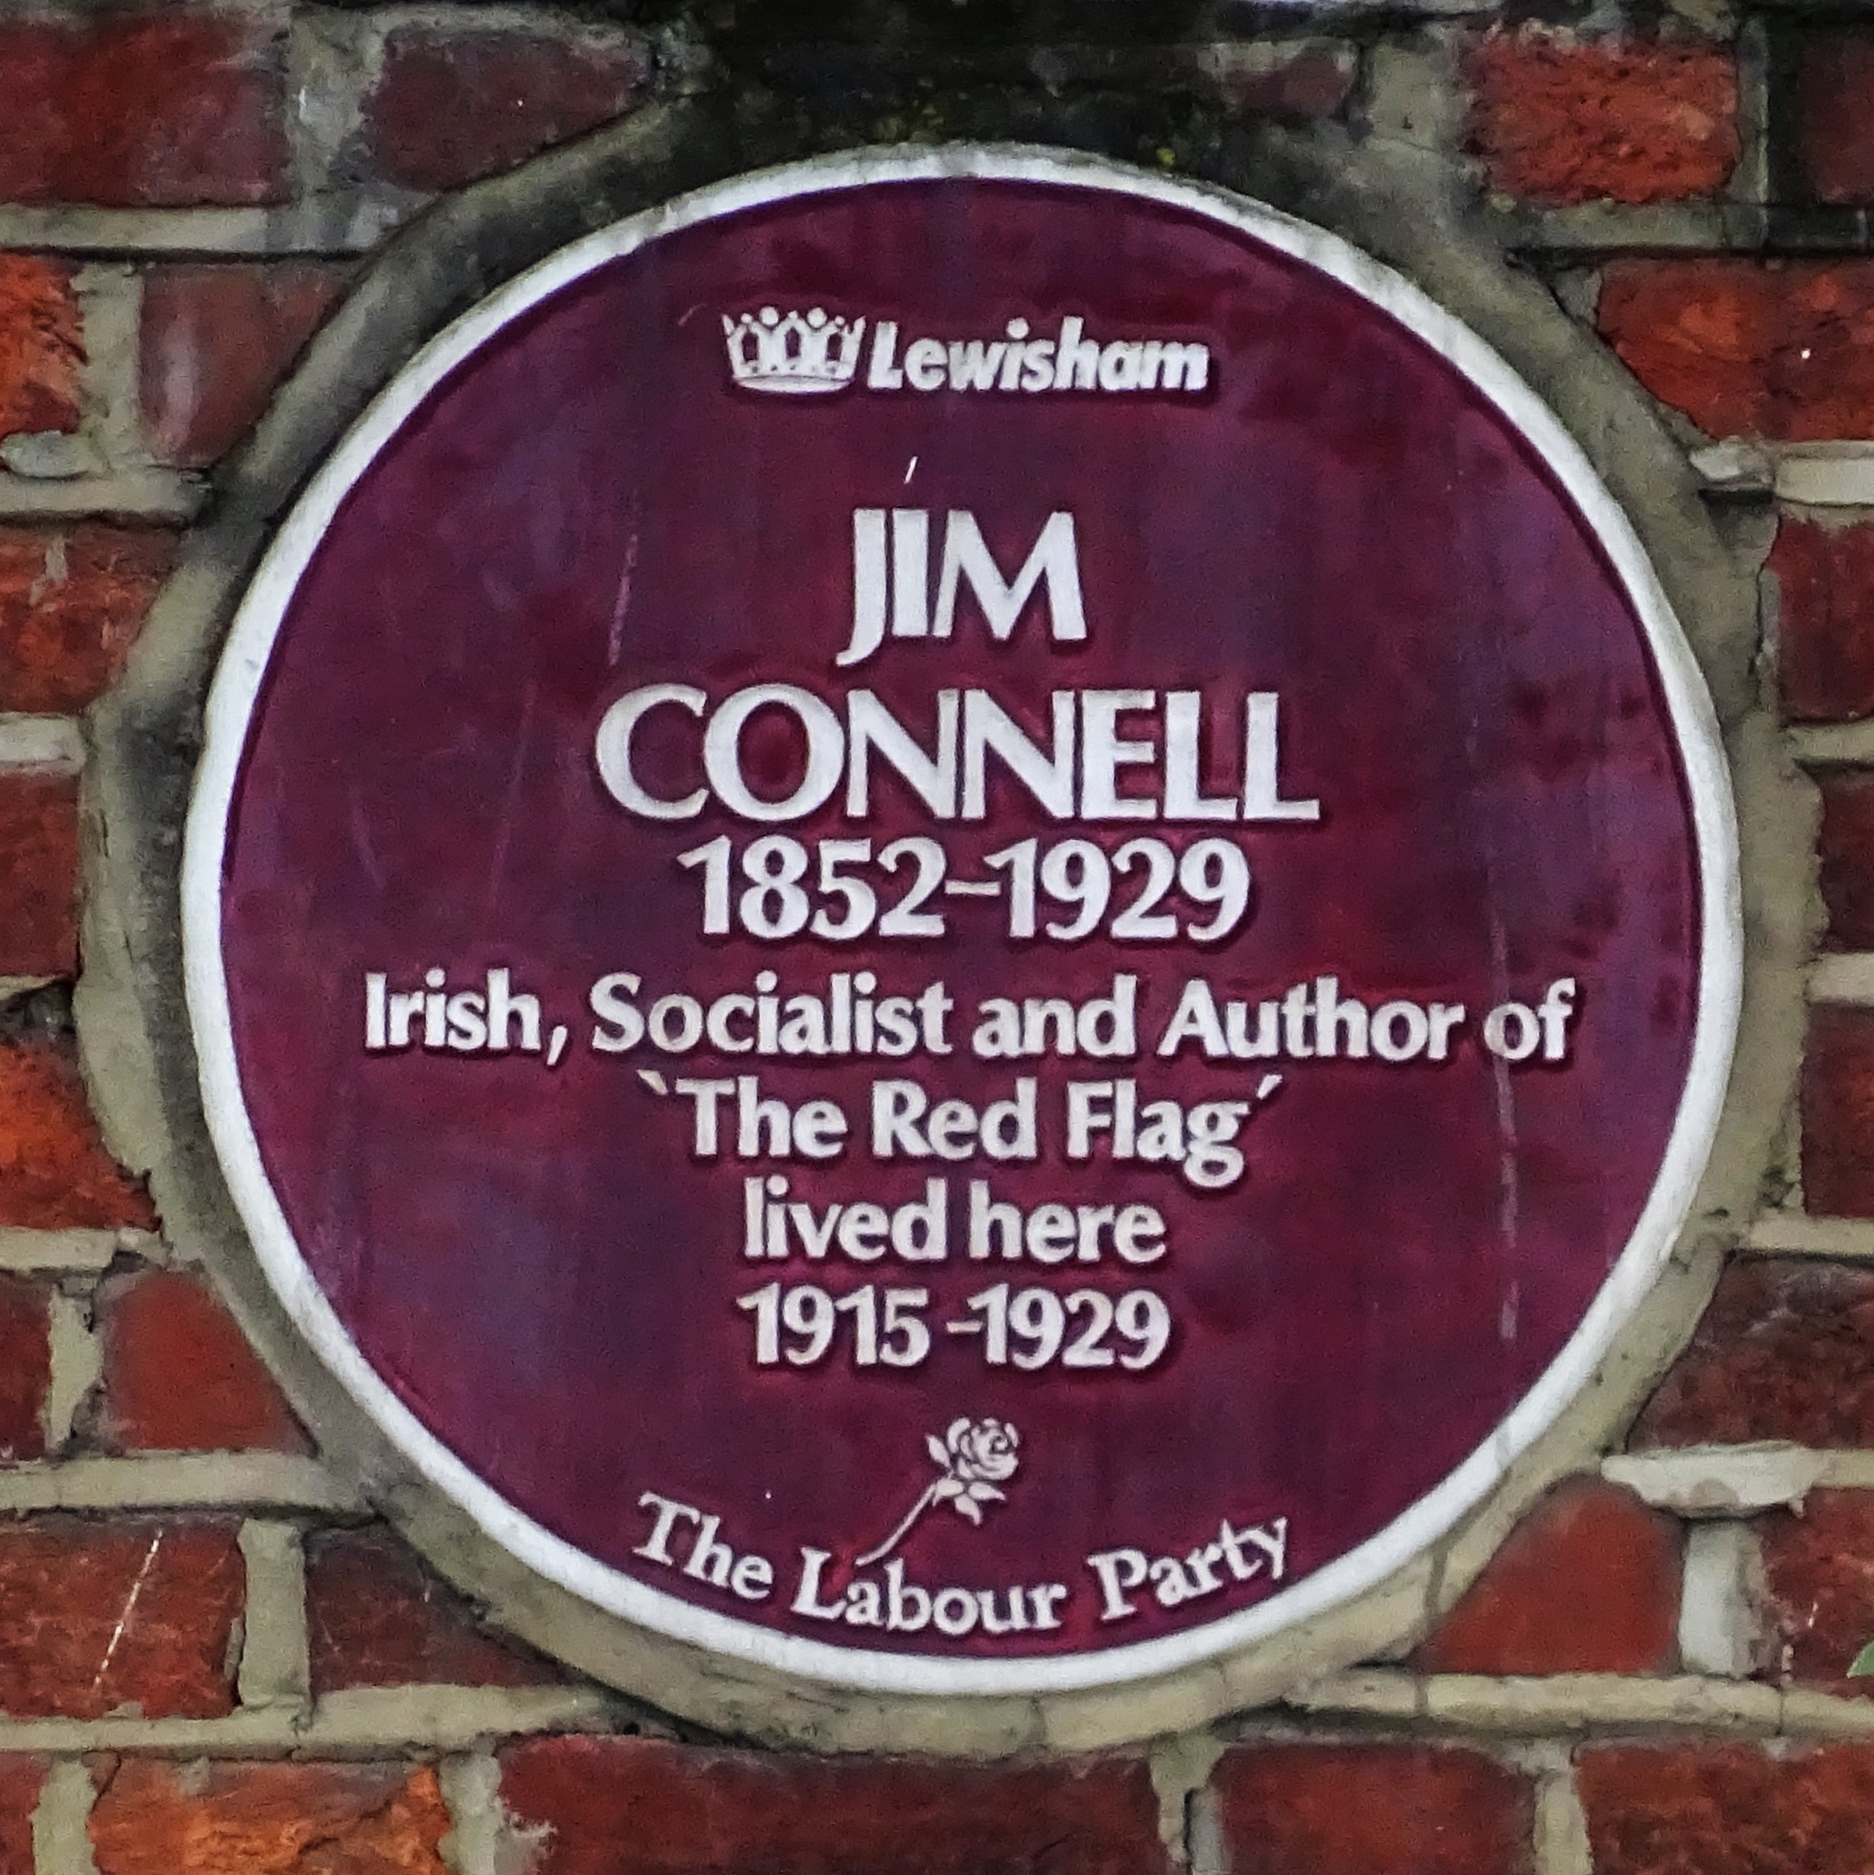 Lewisham
JIM
CONNELL
1852-1929
Irish, Socialist and Author of
`The Red Flag´
lived here
1915-1929
The Labour Party